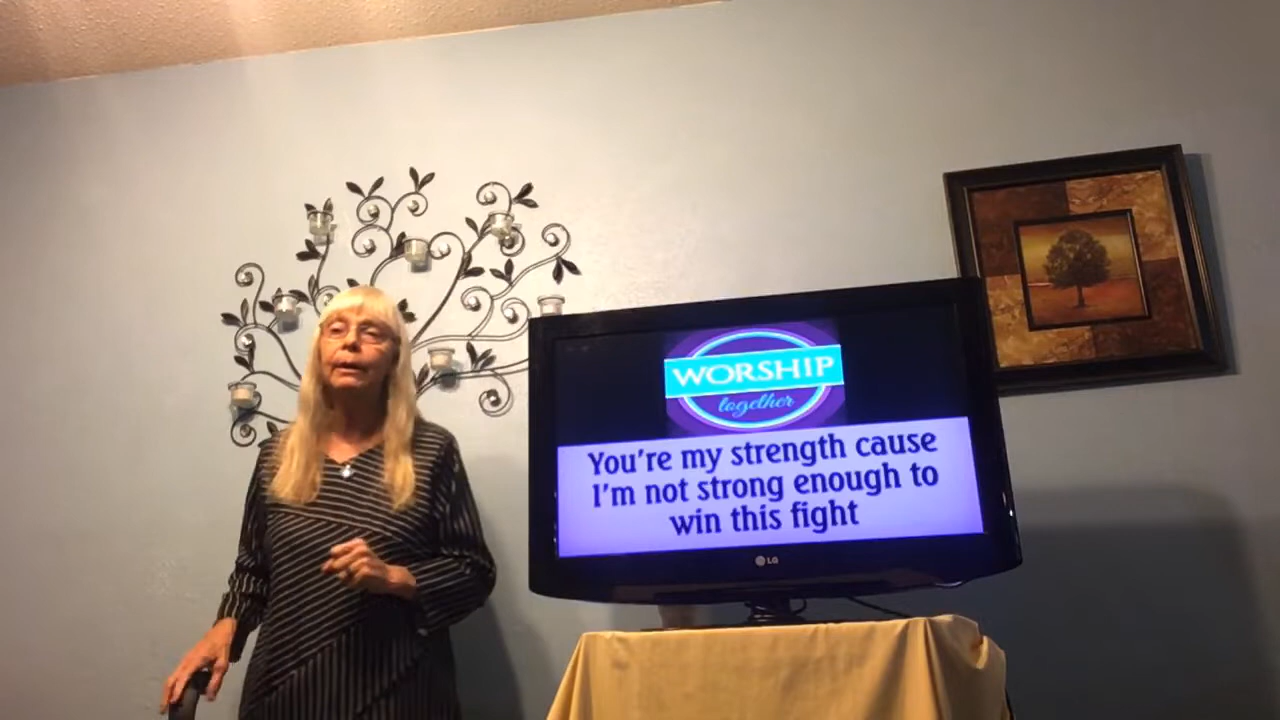 WORSHIP
together
You're my strength cause
I'm not strong enough to
win this fight
LG